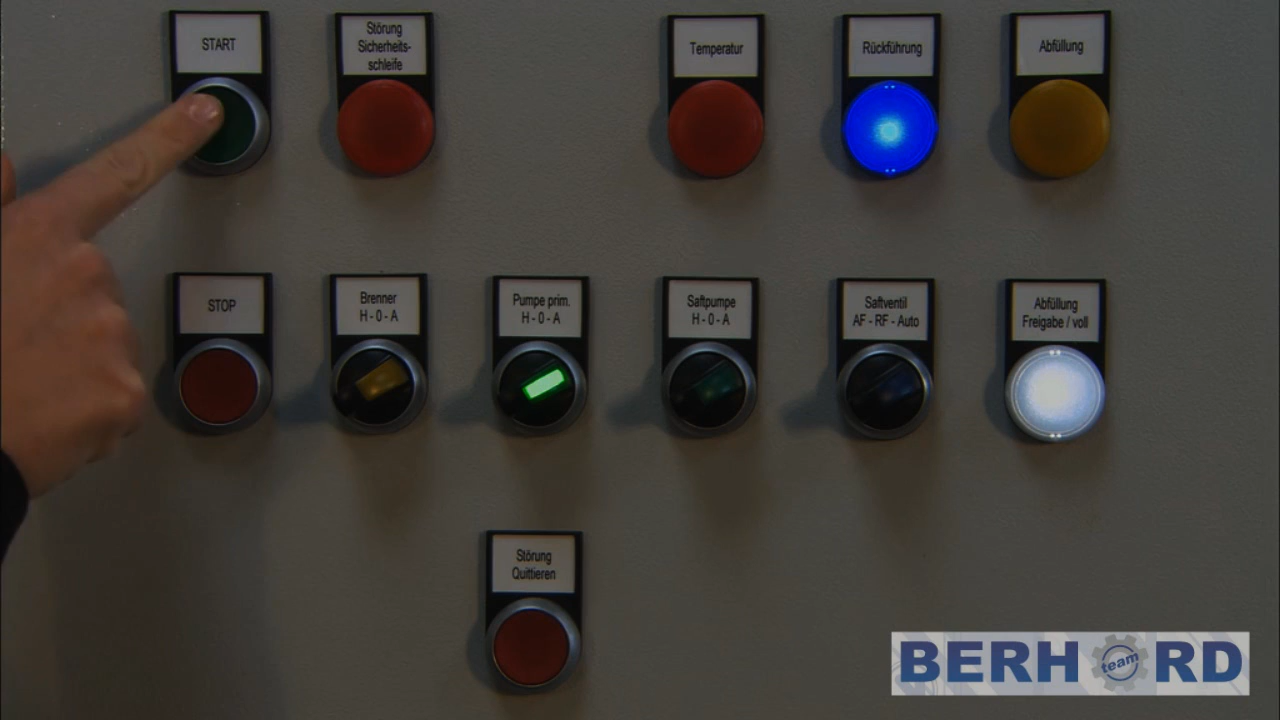 START
Störung
Sicherheits-
schleife
Temperatur
Rückführung
Abfüllung
STOP
Brenner
H - 0 - A
Pumpe prim.
H - 0 - A
Saftpumpe
H - 0 - A
Saftventil
AF - RF - Auto
Abfüllung
Freigabe / voll
Störung
Quittieren
BERH team RD